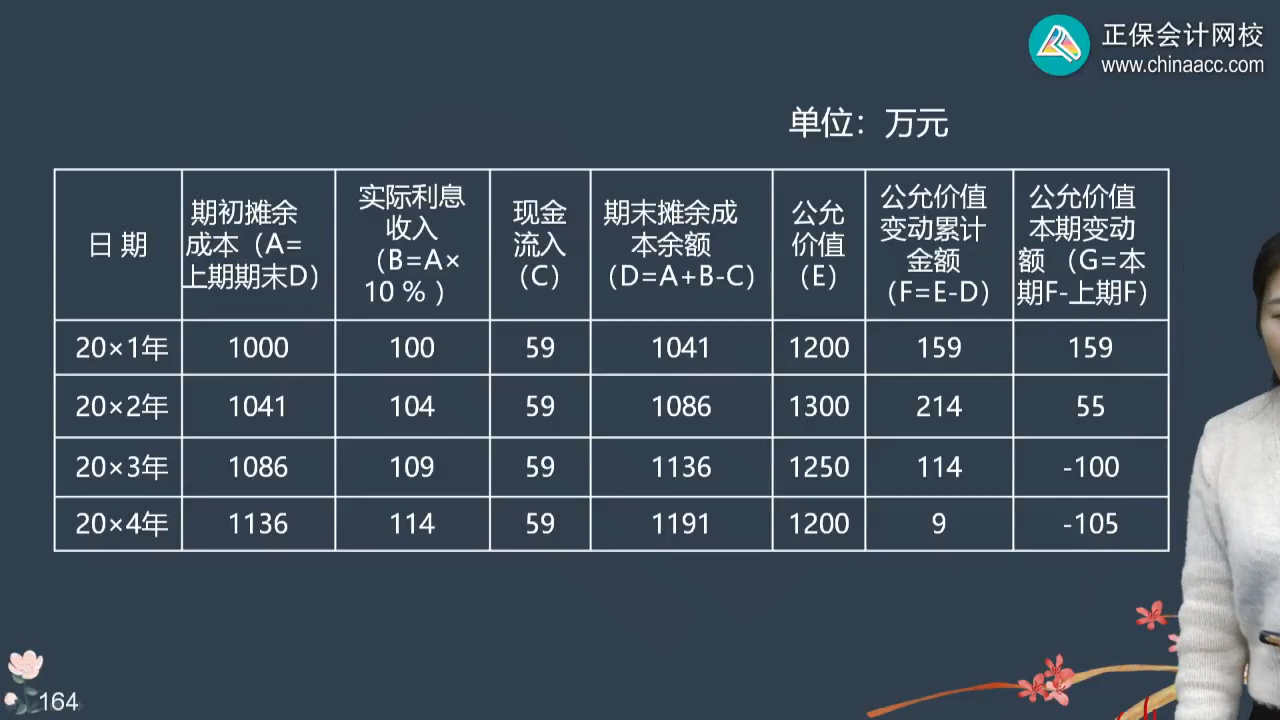 正保会计网校
www.chinaacc.com
单位：万元
日 期
期初摊余
成本（A=
上期期末D）
实际利息
收入
（B=A×
10 % ）
现金
流入
（C）
期末摊余成
本余额
（D=A+B-C）
公允
价值
（E）
公允价值
变动累计
金额
（F=E-D）
公允价值
本期变动
额 （G=本
期F-上期F）
20×1年 1000 100 59 1041 1200 159 159
20×2年 1041 104 59 1086 1300 214 55
20×3年 1086 109 59 1136 1250 114 -100
20×4年 1136 114 59 1191 1200 9 -105
164